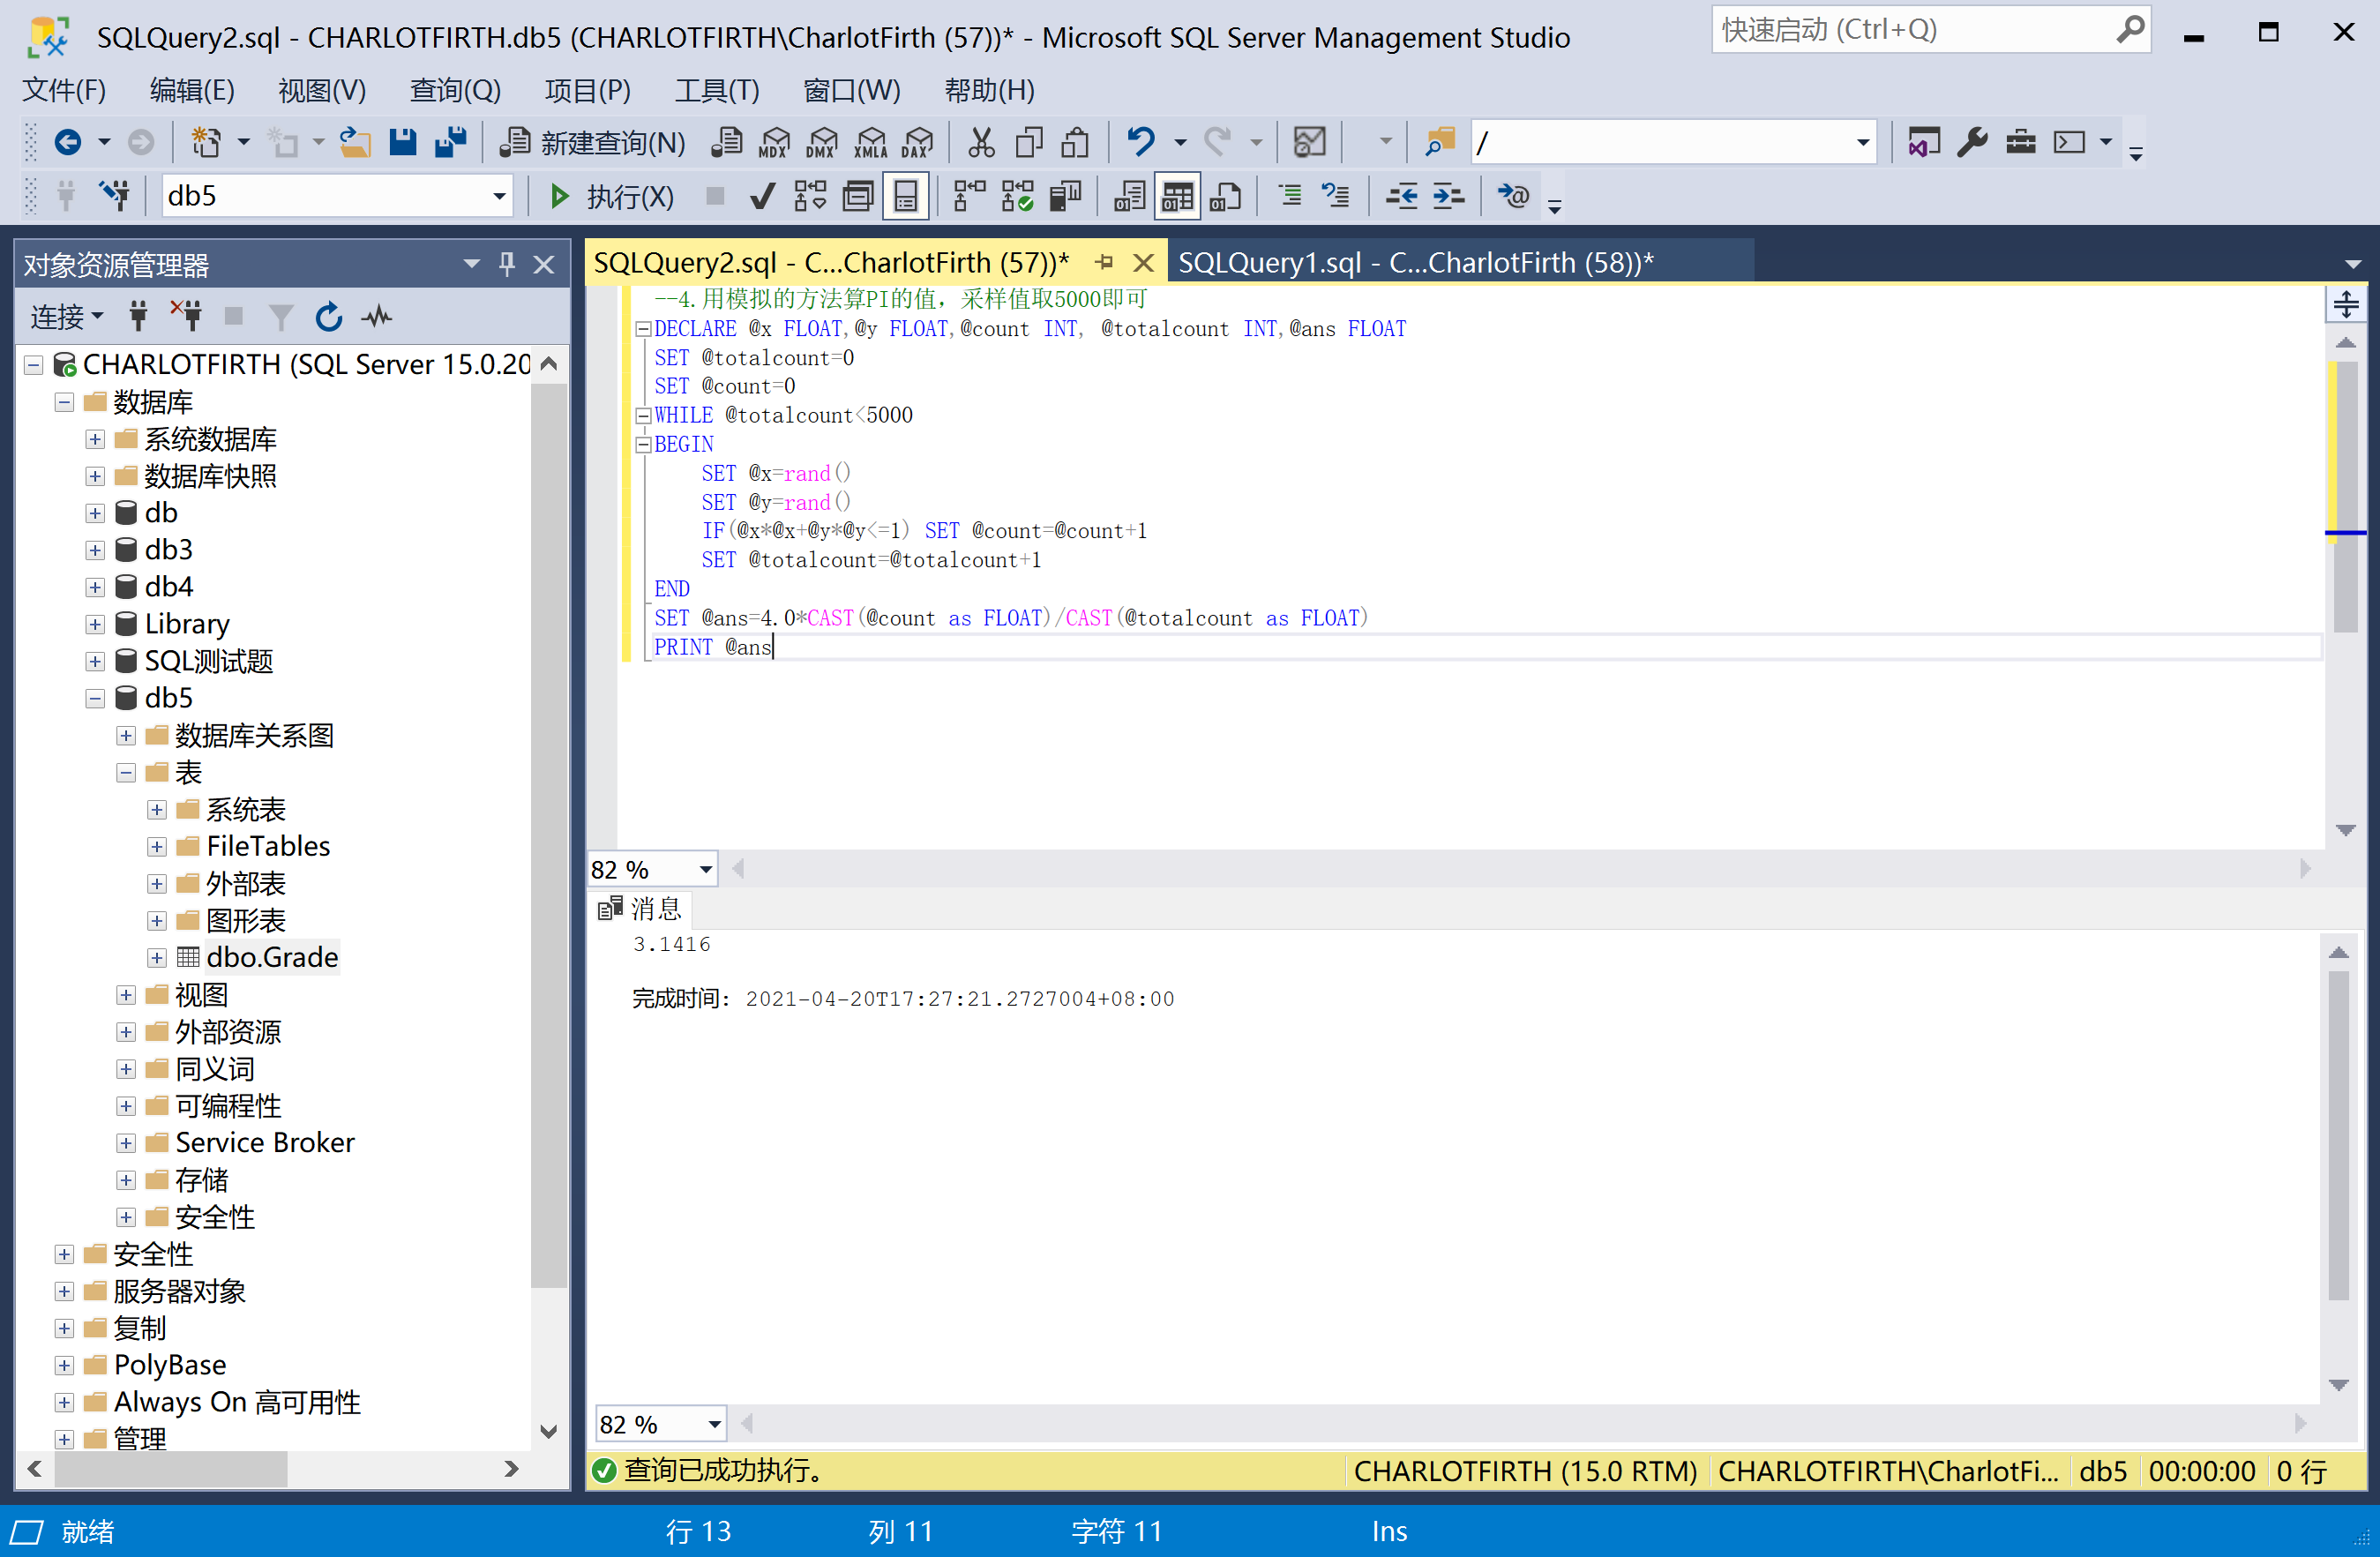 SQLQuery2.sql - CHARLOTFIRTH.db5 (CHARLOTFIRTH\CharlotFirth (57))* - Microsoft SQL Server Management Studio
快速启动 (Ctrl+Q)
文件(F) 编辑(E) 视图(V) 查询(Q) 项目(P) 工具(T) 窗口(W) 帮助(H)
新建查询(N) MDX DMX XMLA DAX /
db5 执行(X)
对象资源管理器
连接
CHARLOTFIRTH (SQL Server 15.0.20
数据库
系统数据库
数据库快照
db
db3
db4
Library
SQL测试题
db5
数据库关系图
表
系统表
FileTables
外部表
图形表
dbo.Grade
视图
外部资源
同义词
可编程性
Service Broker
存储
安全性
安全性
服务器对象
复制
PolyBase
Always On 高可用性
管理
SQLQuery2.sql - C...CharlotFirth (57))* SQLQuery1.sql - C...CharlotFirth (58))*
--4.用模拟的方法算PI的值，采样值取5000即可
DECLARE @x FLOAT,@y FLOAT,@count INT, @totalcount INT,@ans FLOAT
SET @totalcount=0
SET @count=0
WHILE @totalcount<5000
BEGIN
SET @x=rand()
SET @y=rand()
IF(@x*@x+@y*@y<=1) SET @count=@count+1
SET @totalcount=@totalcount+1
END
SET @ans=4.0*CAST(@count as FLOAT)/CAST(@totalcount as FLOAT)
PRINT @ans
82 %
消息
3.1416
完成时间: 2021-04-20T17:27:21.2727004+08:00
82 %
查询已成功执行。 CHARLOTFIRTH (15.0 RTM) CHARLOTFIRTH\CharlotFi... db5 00:00:00 0 行
就绪 行 13 列 11 字符 11 Ins